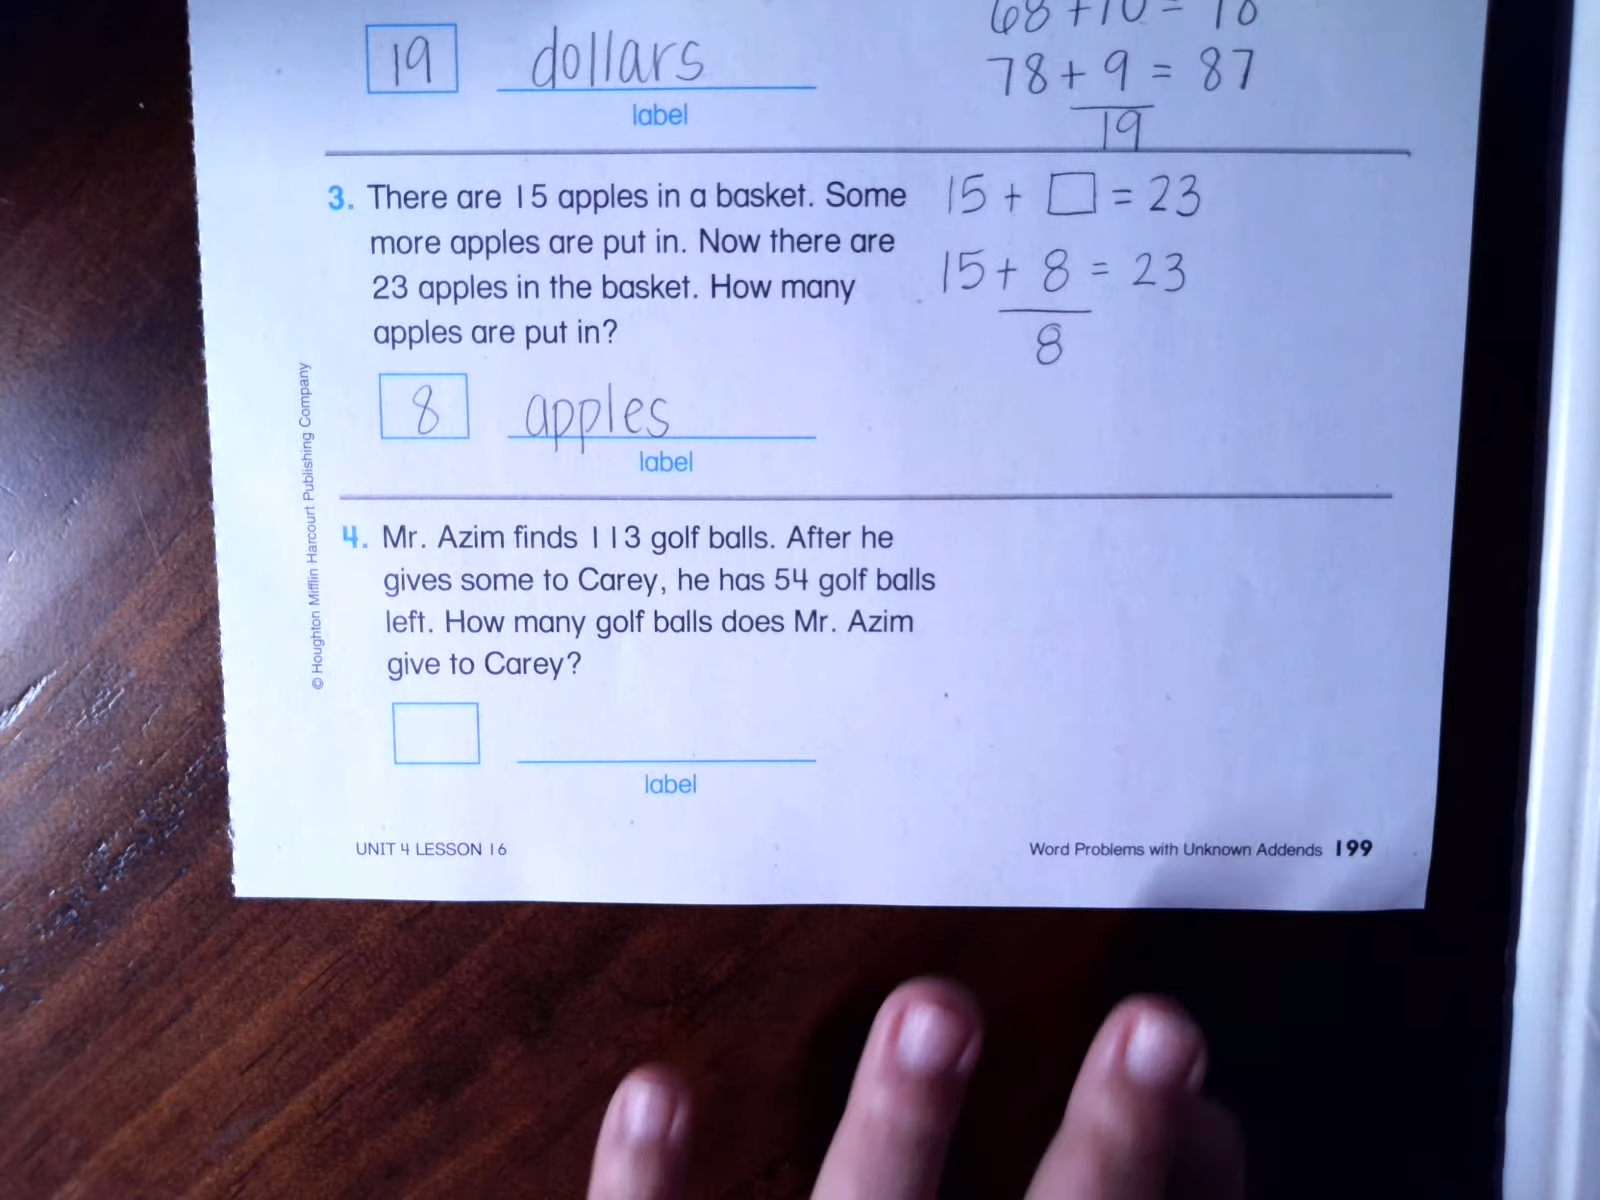 68 + 10 = 78
19 dollars
78 + 9 = 87
label
19
3. There are 15 apples in a basket. Some
more apples are put in. Now there are
23 apples in the basket. How many
apples are put in?
15 + □ = 23
15 + 8 = 23
8
8 apples
label
© Houghton Mifflin Harcourt Publishing Company
4. Mr. Azim finds 113 golf balls. After he
gives some to Carey, he has 54 golf balls
left. How many golf balls does Mr. Azim
give to Carey?
label
UNIT 4 LESSON 16
Word Problems with Unknown Addends 199